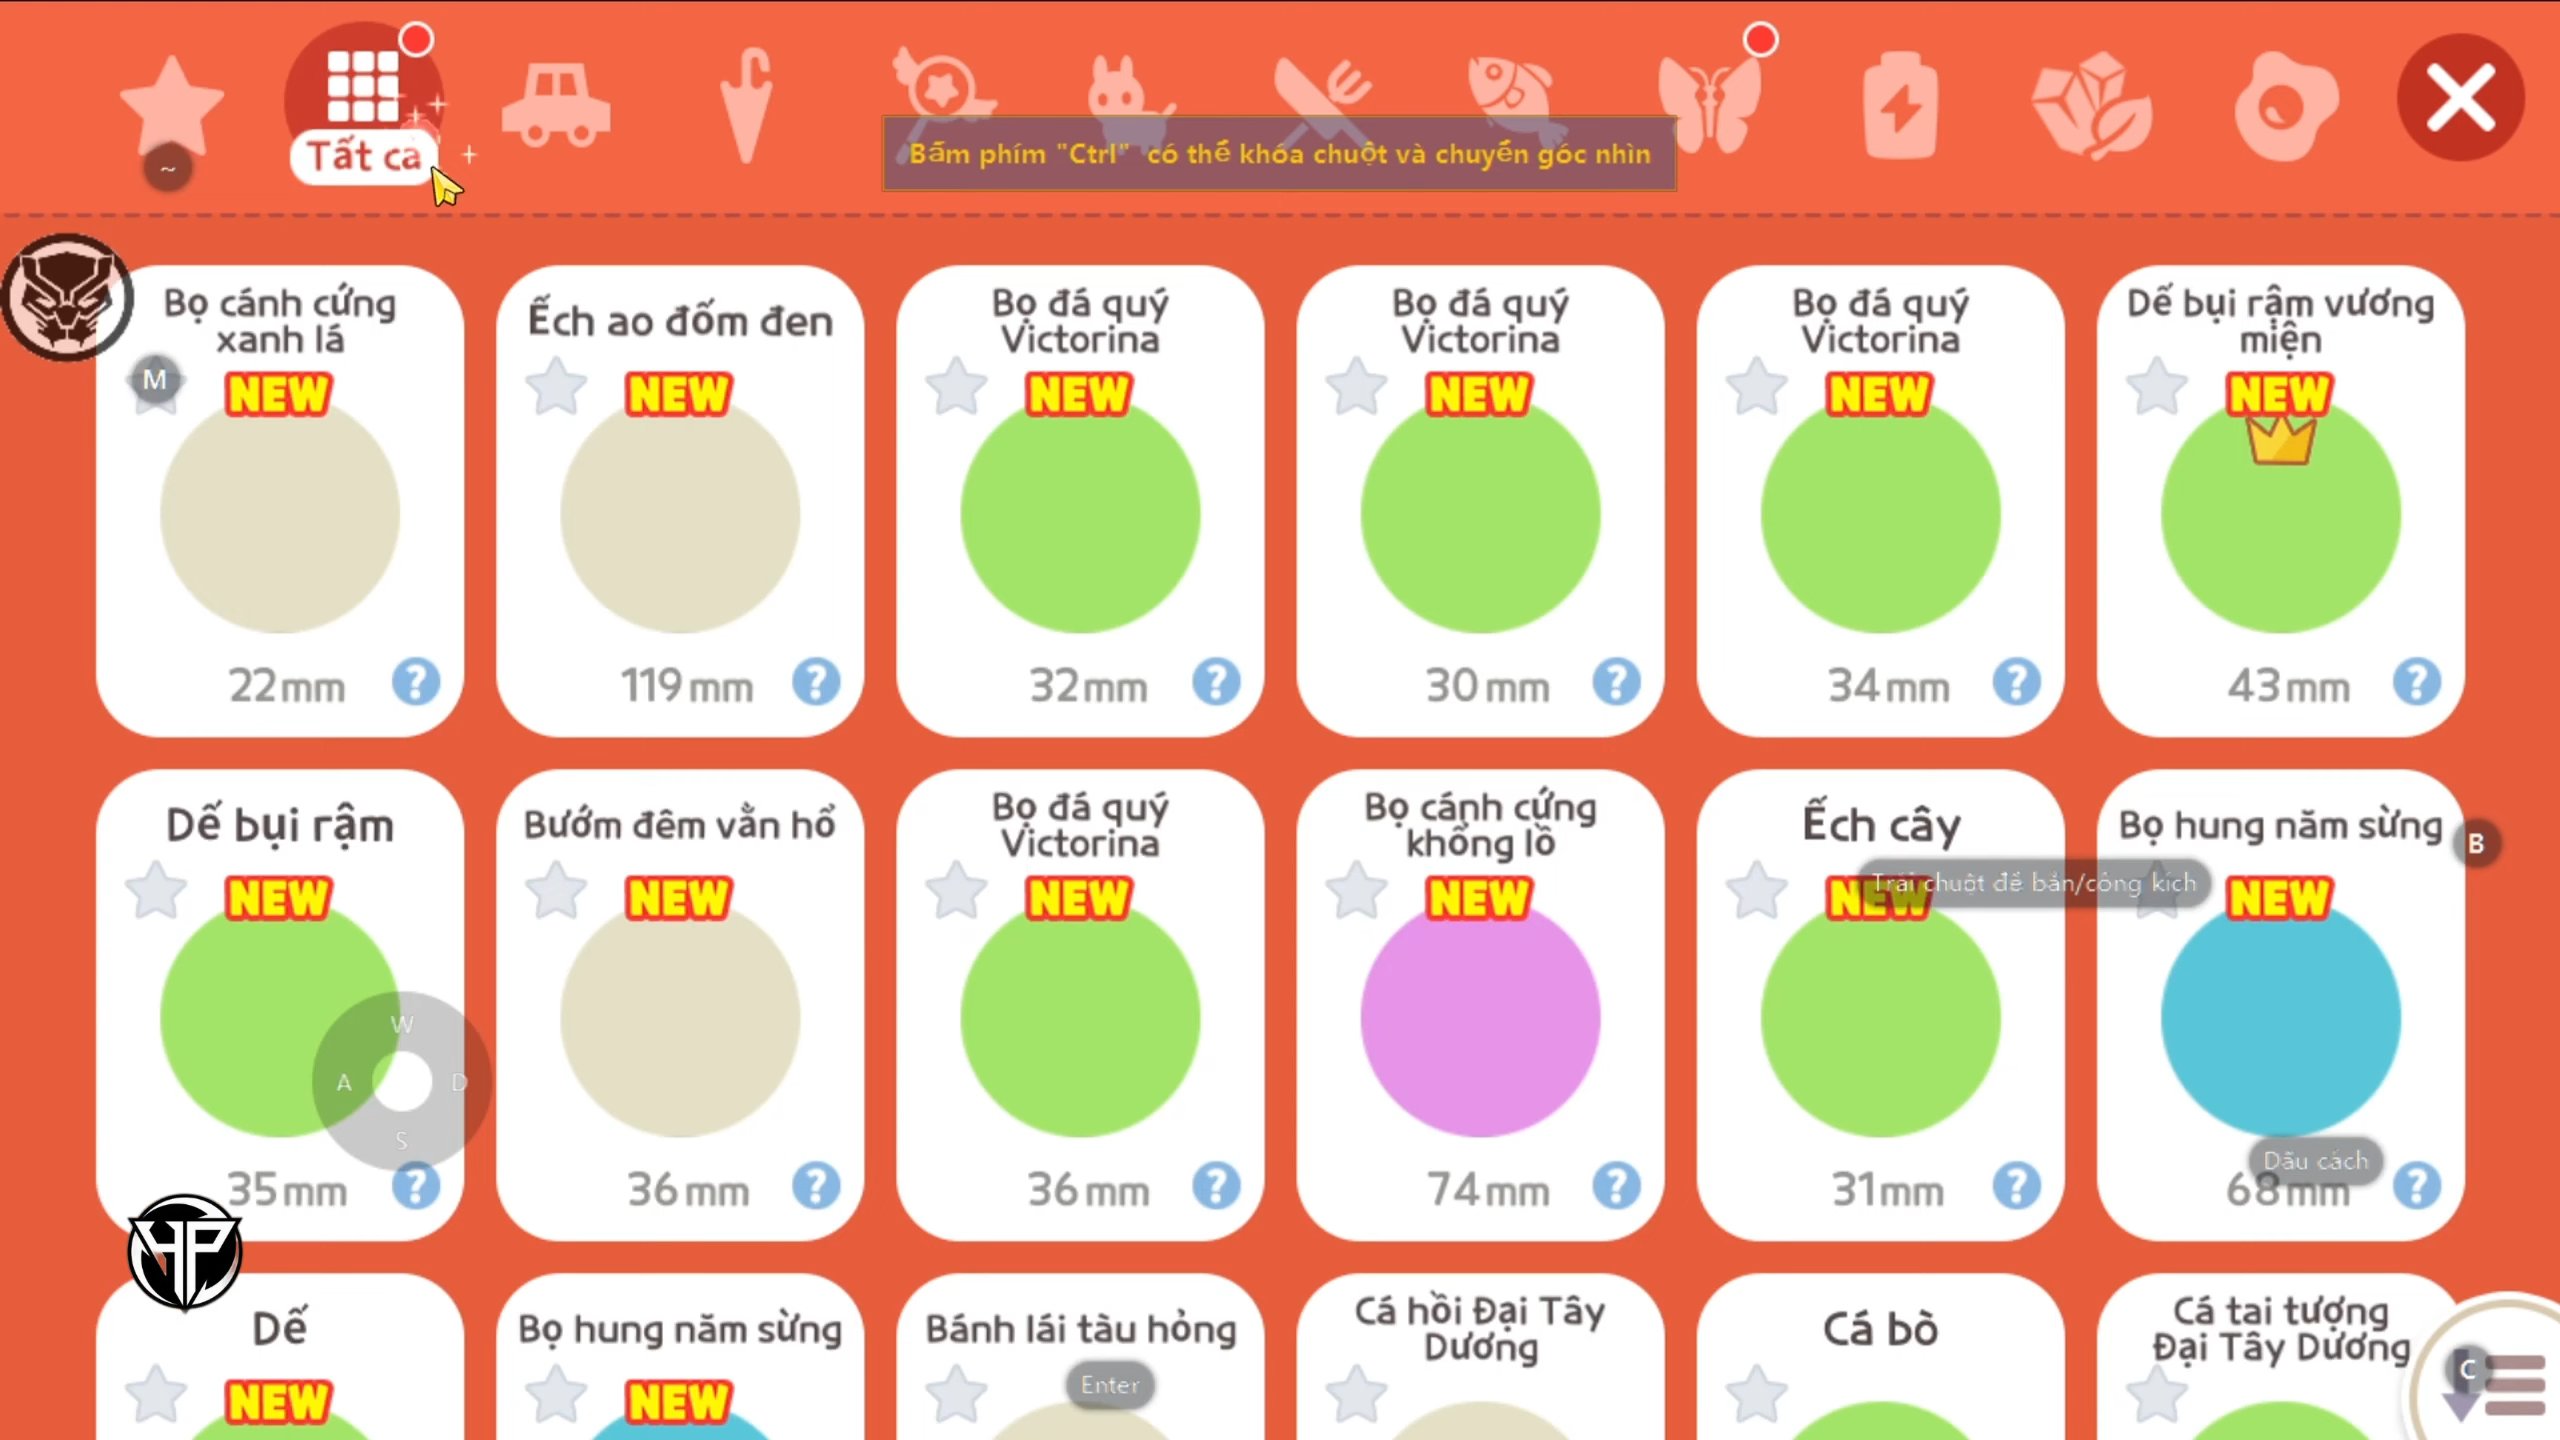 Tất cả
~
Bấm phím "Ctrl" có thể khóa chuột và chuyển góc nhìn
Bọ cánh cứng
xanh lá
M
NEW
22mm
?
Ếch ao đốm đen
NEW
119mm
?
Bọ đá quý
Victorina
NEW
32mm
?
Bọ đá quý
Victorina
NEW
30mm
?
Bọ đá quý
Victorina
NEW
34mm
?
Dế bụi rậm vương
miện
NEW
43mm
?
Dế bụi rậm
NEW
W
A
D
S
35mm
?
Bướm đêm vằn hổ
NEW
36mm
?
Bọ đá quý
Victorina
NEW
36mm
?
Bọ cánh cứng
khổng lồ
NEW
74mm
?
Ếch cây
NEW
Trái chuột để bắn/công kích
31mm
?
Bọ hung năm sừng
B
NEW
Dấu cách
68mm
?
Dế
NEW
Bọ hung năm sừng
NEW
Bánh lái tàu hỏng
Enter
Cá hồi Đại Tây
Dương
Cá bò
Cá tai tượng
Đại Tây Dương
C